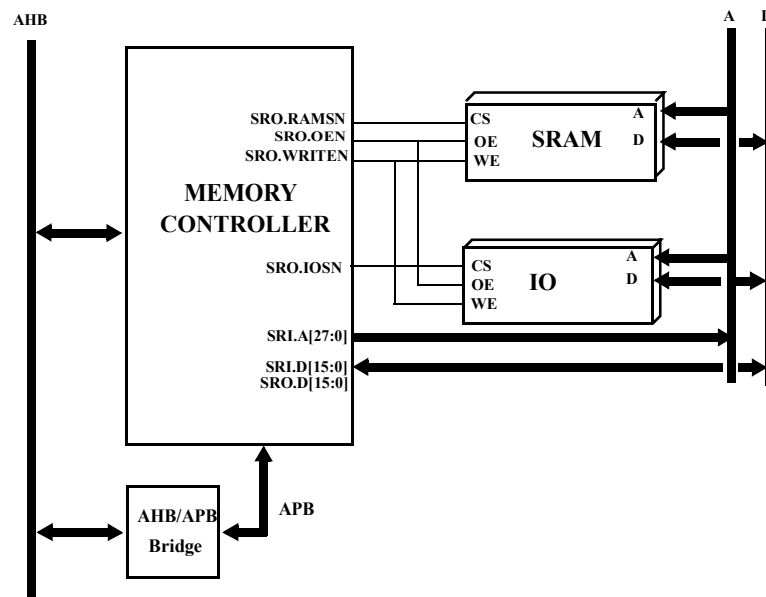 AHB
A
SRO.RAMSN
SRO.OEN
SRO.WRITEN
CS
OE
WE
SRAM
A
D
MEMORY
CONTROLLER
SRO.IOSN
CS
OE
WE
IO
A
D
SRI.A[27:0]
SRI.D[15:0]
SRO.D[15:0]
AHB/APB
Bridge
APB